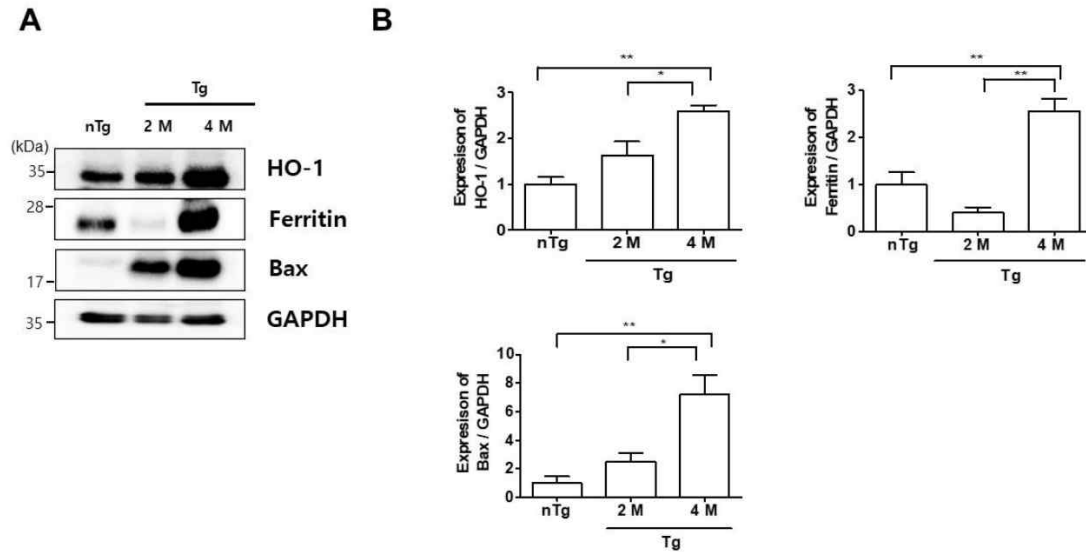 A
Tg
nTg 2 M 4 M
(kDa)
35
HO-1
28
Ferritin
Bax
17
35
GAPDH
B
**
*
3
2
1
0
Expresison of
HO-1 / GAPDH
nTg 2 M 4 M
Tg
**
**
3
2
1
0
Expresison of
Ferritin / GAPDH
nTg 2 M 4 M
Tg
**
*
10
8
6
4
2
0
Expresison of
Bax / GAPDH
nTg 2 M 4 M
Tg